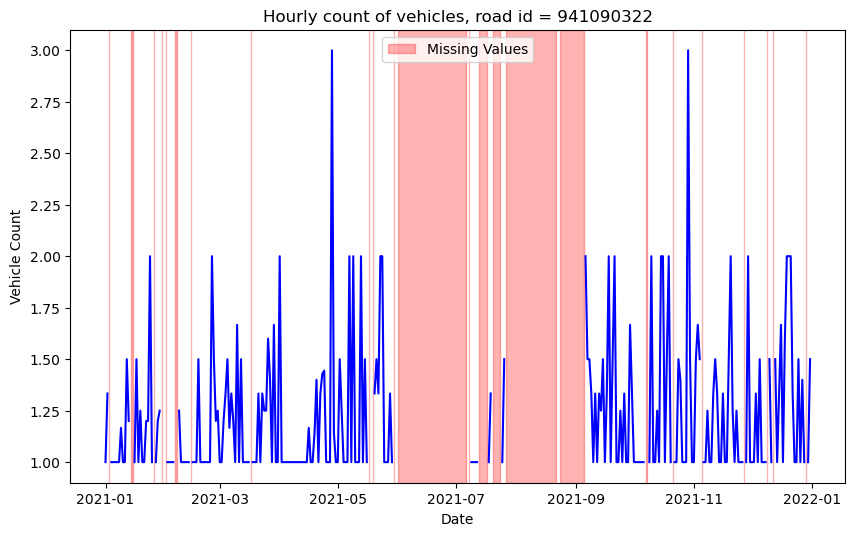 Hourly count of vehicles, road id = 941090322
Missing Values
Vehicle Count
3.00
2.75
2.50
2.25
2.00
1.75
1.50
1.25
1.00
2021-01 2021-03 2021-05 2021-07 2021-09 2021-11 2022-01
Date